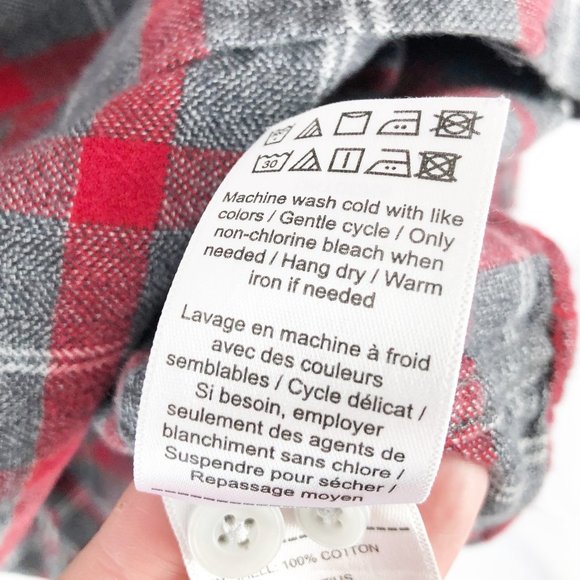 30
Machine wash cold with like
colors / Gentle cycle / Only
non-chlorine bleach when
needed / Hang dry / Warm
iron if needed
Lavage en machine à froid
avec des couleurs
semblables / Cycle délicat /
Si besoin, employer
seulement des agents de
blanchiment sans chlore /
Suspendre pour sécher /
Repassage moyen
SHELL: 100% COTTON